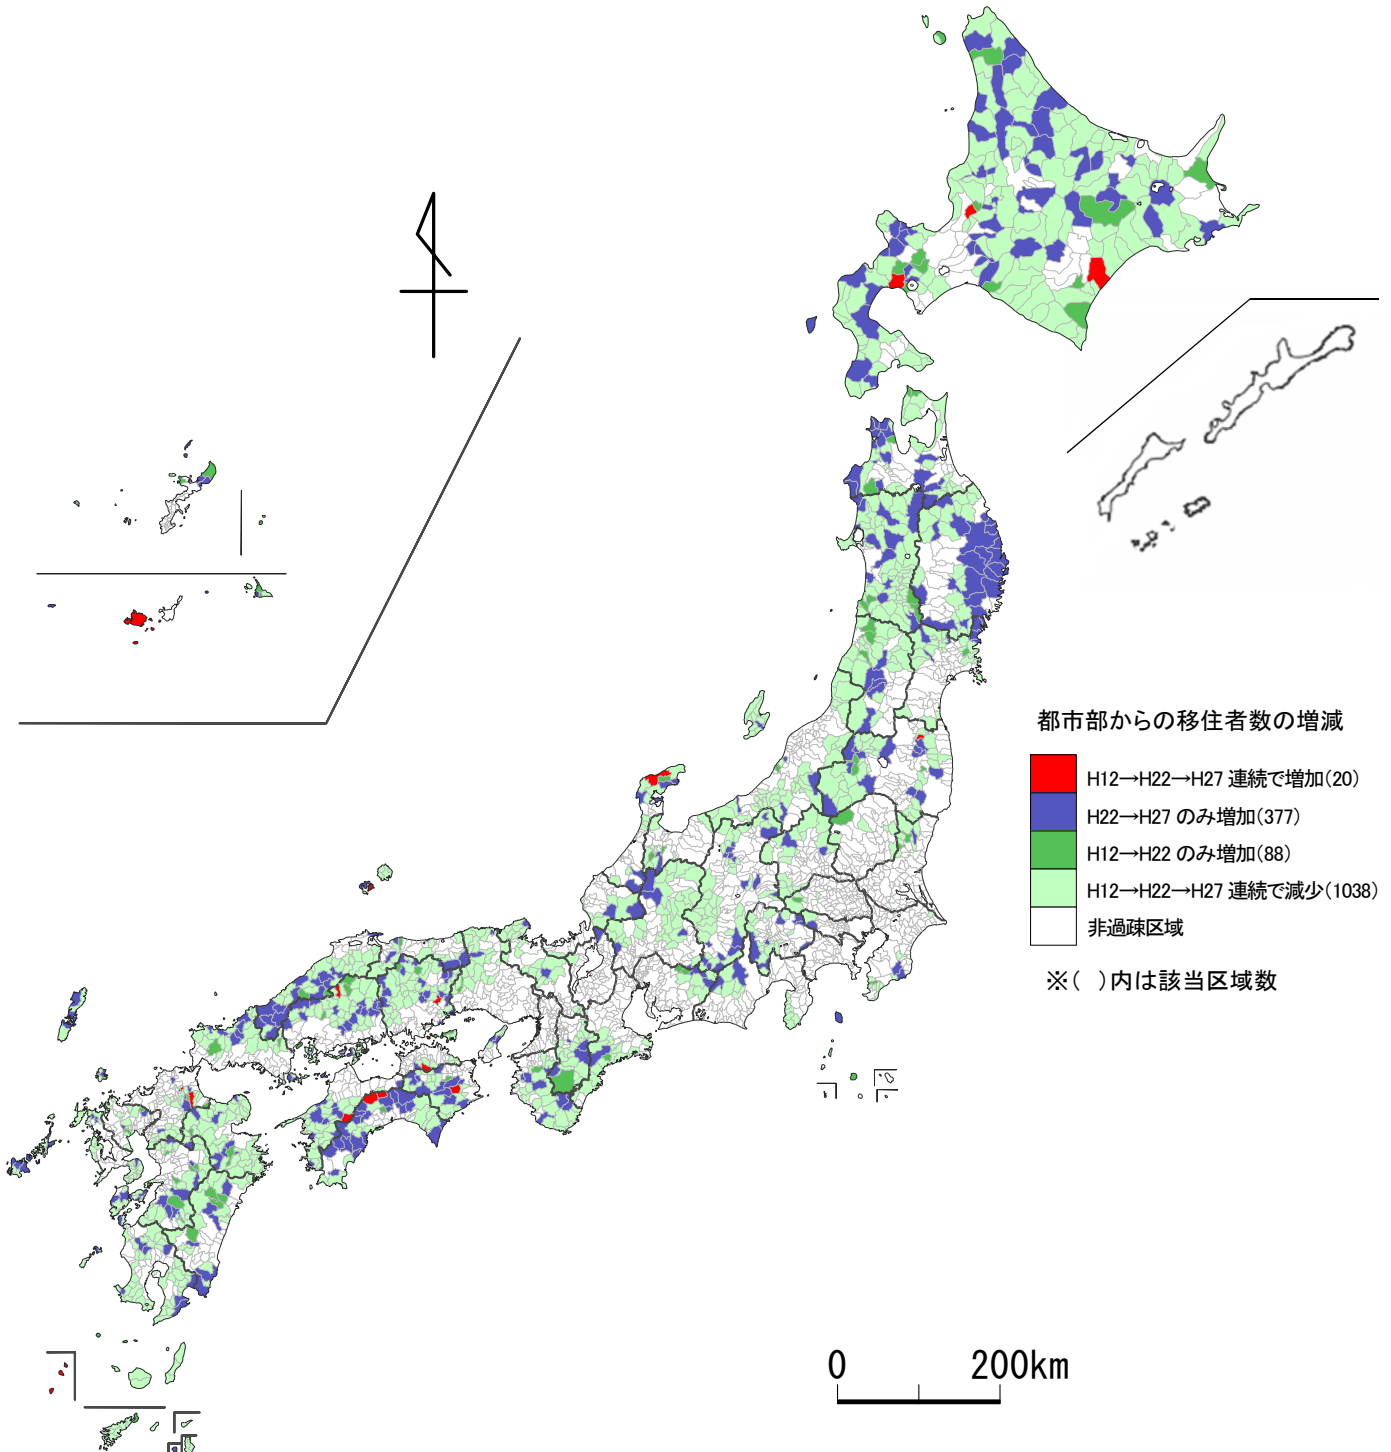 都市部からの移住者数の増減
H12→H22→H27 連続で増加(20)
H22→H27 のみ増加(377)
H12→H22 のみ増加(88)
H12→H22→H27 連続で減少(1038)
非過疎区域
※( )内は該当区域数
0 200km